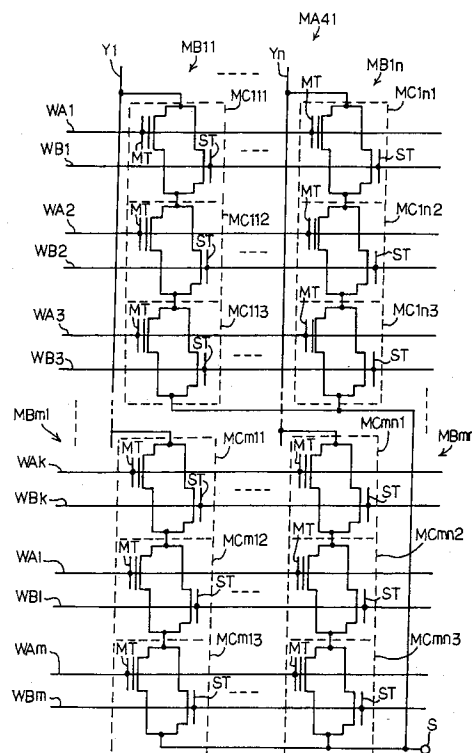 MA41
Y1 MB11 Yn MB1n
MC111 MT MC1n1
WA1
MT ST ST
WB1
MT MC112 MT MC1n2
WA2
ST ST
WB2
MT MC113 MT MC1n3
WA3
ST ST
WB3
MBm1 MCm11 MCmn1 MBmn
WAk MT MT
ST ST
WBk
MT MCm12 MT MCmn2
WAl
ST ST
WBl
MT MCm13 MT MCmn3
WAm
ST ST
WBm
S